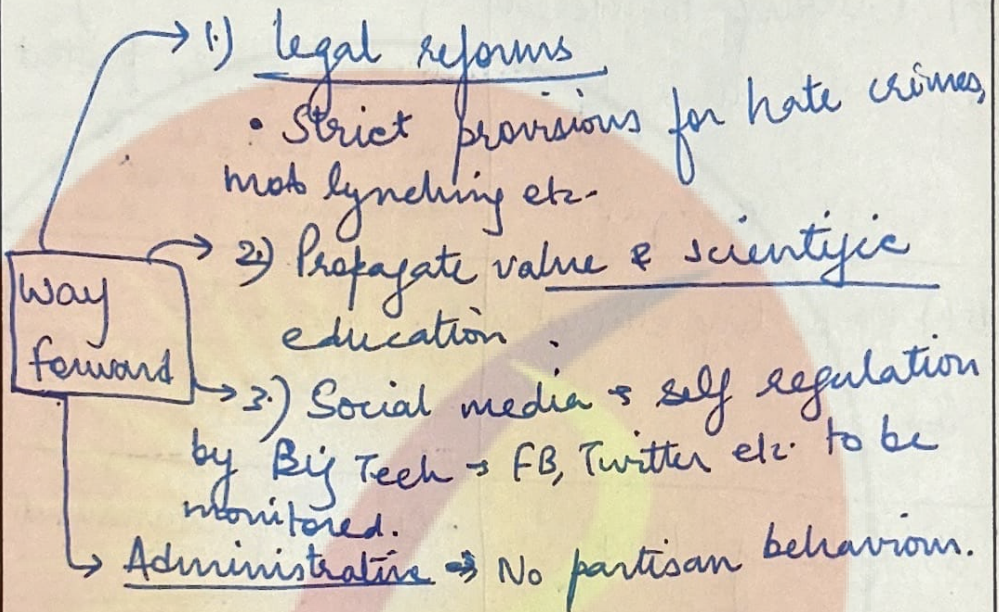 1.) legal reforms
• Strict provisions for hate crimes,
mob lynching etc.
2.) Propagate value & scientific
education.
Way
forward
3.) Social media → self regulation
by Big Tech → FB, Twitter etc. to be
monitored.
→ Administrative ⇒ No partisan behaviour.